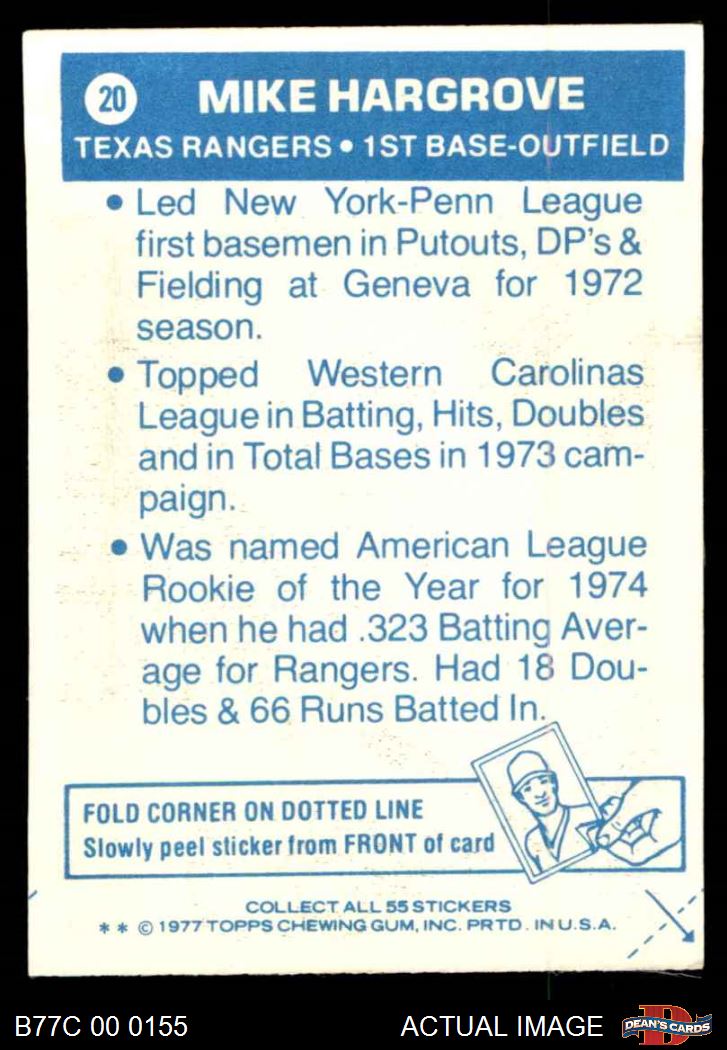 20 MIKE HARGROVE
TEXAS RANGERS • 1ST BASE-OUTFIELD
• Led New York-Penn League
first basemen in Putouts, DP's &
Fielding at Geneva for 1972
season.
• Topped Western Carolinas
League in Batting, Hits, Doubles
and in Total Bases in 1973 cam-
paign.
• Was named American League
Rookie of the Year for 1974
when he had .323 Batting Aver-
age for Rangers. Had 18 Dou-
bles & 66 Runs Batted In.
FOLD CORNER ON DOTTED LINE
Slowly peel sticker from FRONT of card
COLLECT ALL 55 STICKERS
* * © 1977 TOPPS CHEWING GUM, INC. PRTD. IN U.S.A.
B77C 00 0155 ACTUAL IMAGE D DEAN'S CARDS